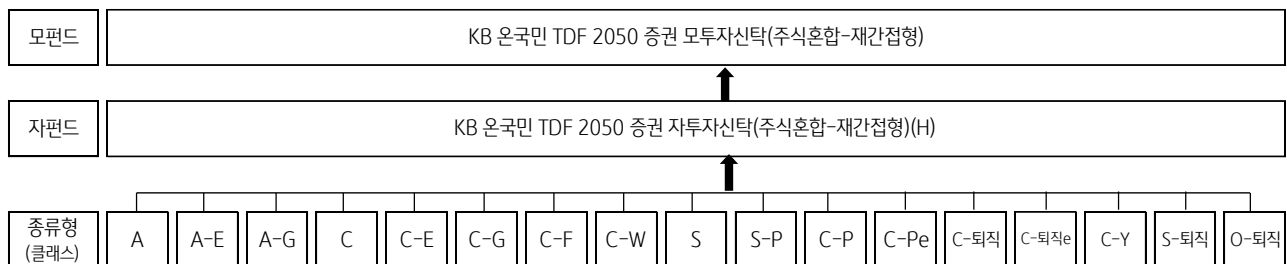 모펀드
KB 온국민 TDF 2050 증권 모투자신탁(주식혼합-재간접형)
자펀드
KB 온국민 TDF 2050 증권 자투자신탁(주식혼합-재간접형)(H)
종류형
(클래스)
A
A-E
A-G
C
C-E
C-G
C-F
C-W
S
S-P
C-P
C-Pe
C-퇴직
C-퇴직e
C-Y
S-퇴직
O-퇴직